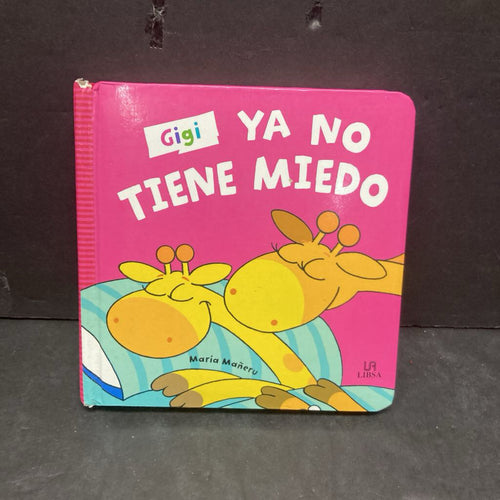 Gigi YA NO
TIENE MIEDO
María Mañeru
LIBSA